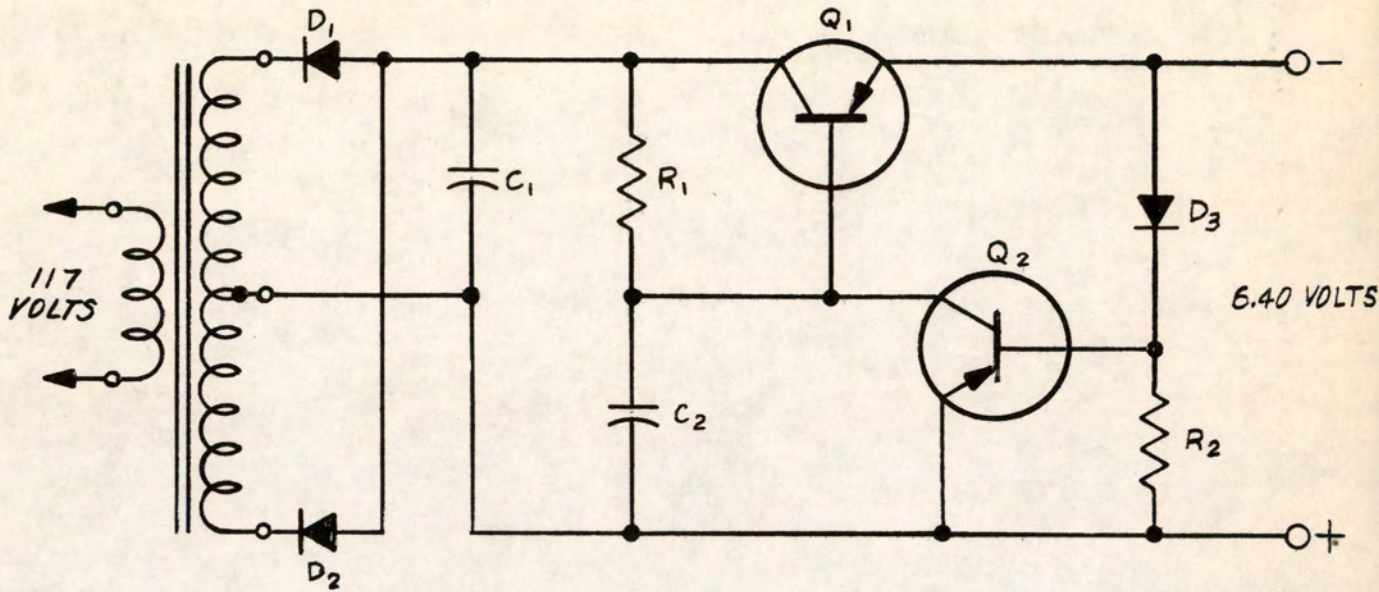 D₁
Q₁
−
C₁
R₁
D₃
117
VOLTS
Q₂
6.40 VOLTS
C₂
R₂
+
D₂